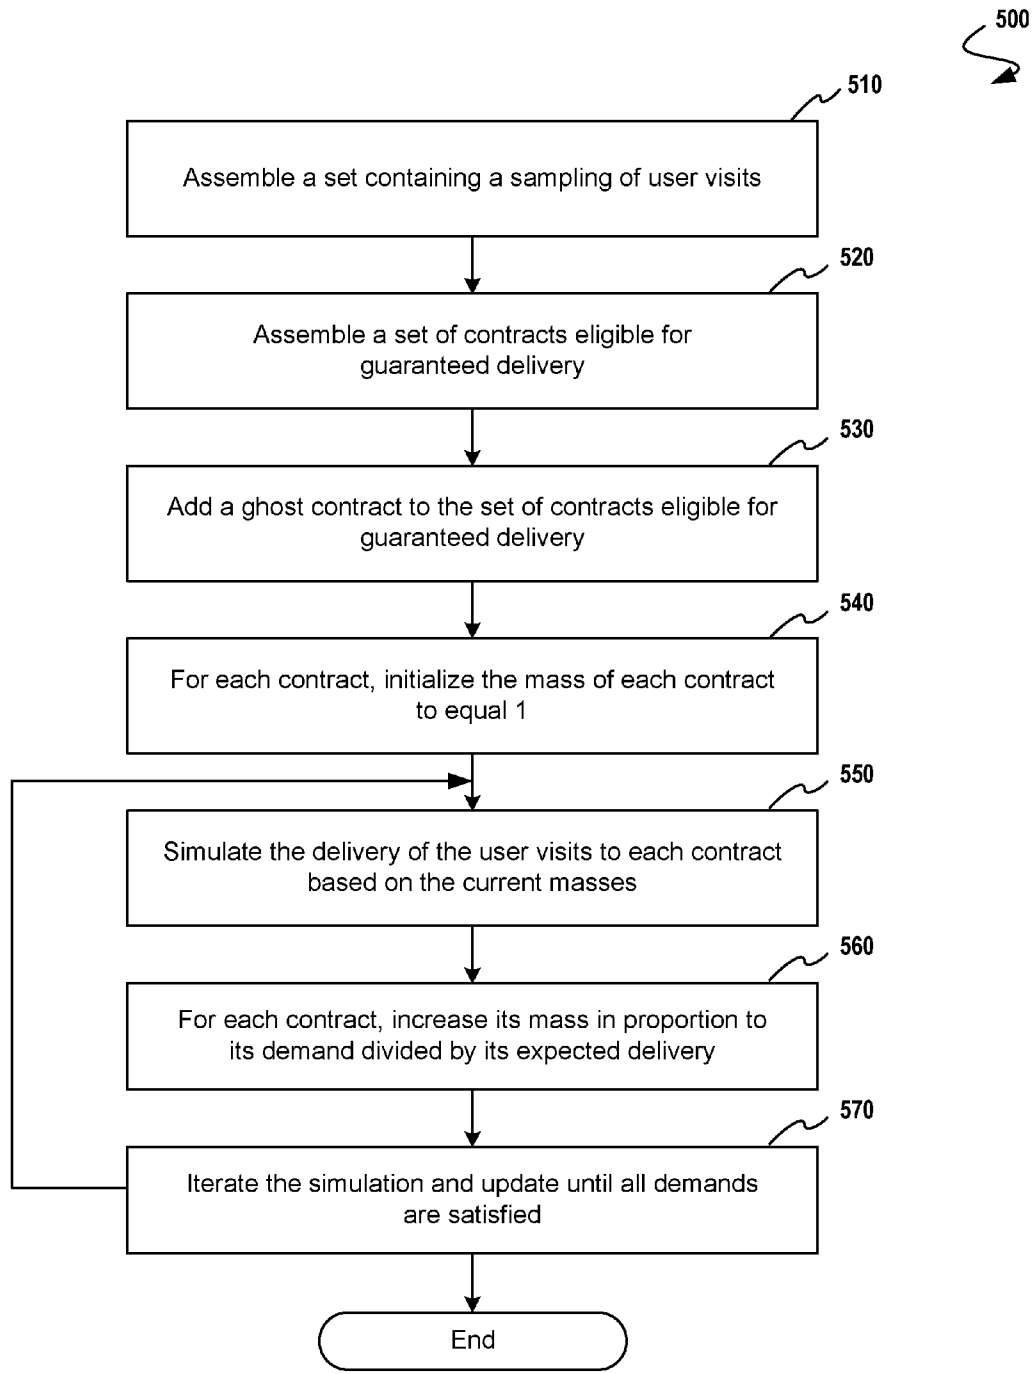 500
510
Assemble a set containing a sampling of user visits
520
Assemble a set of contracts eligible for
guaranteed delivery
530
Add a ghost contract to the set of contracts eligible for
guaranteed delivery
540
For each contract, initialize the mass of each contract
to equal 1
550
Simulate the delivery of the user visits to each contract
based on the current masses
560
For each contract, increase its mass in proportion to
its demand divided by its expected delivery
570
Iterate the simulation and update until all demands
are satisfied
End